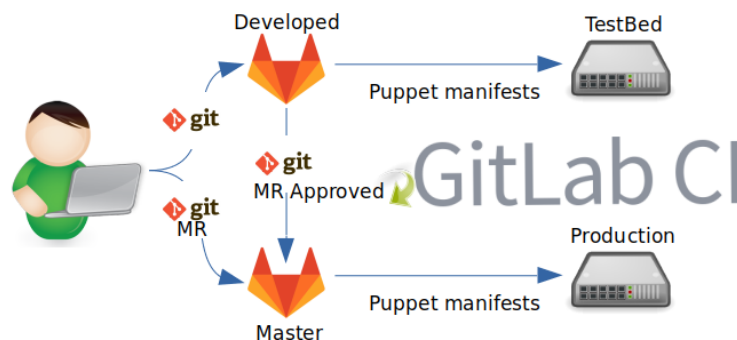 Developed
TestBed
Puppet manifests
git
git
MR Approved
GitLab CI
git
MR
Production
Puppet manifests
Master